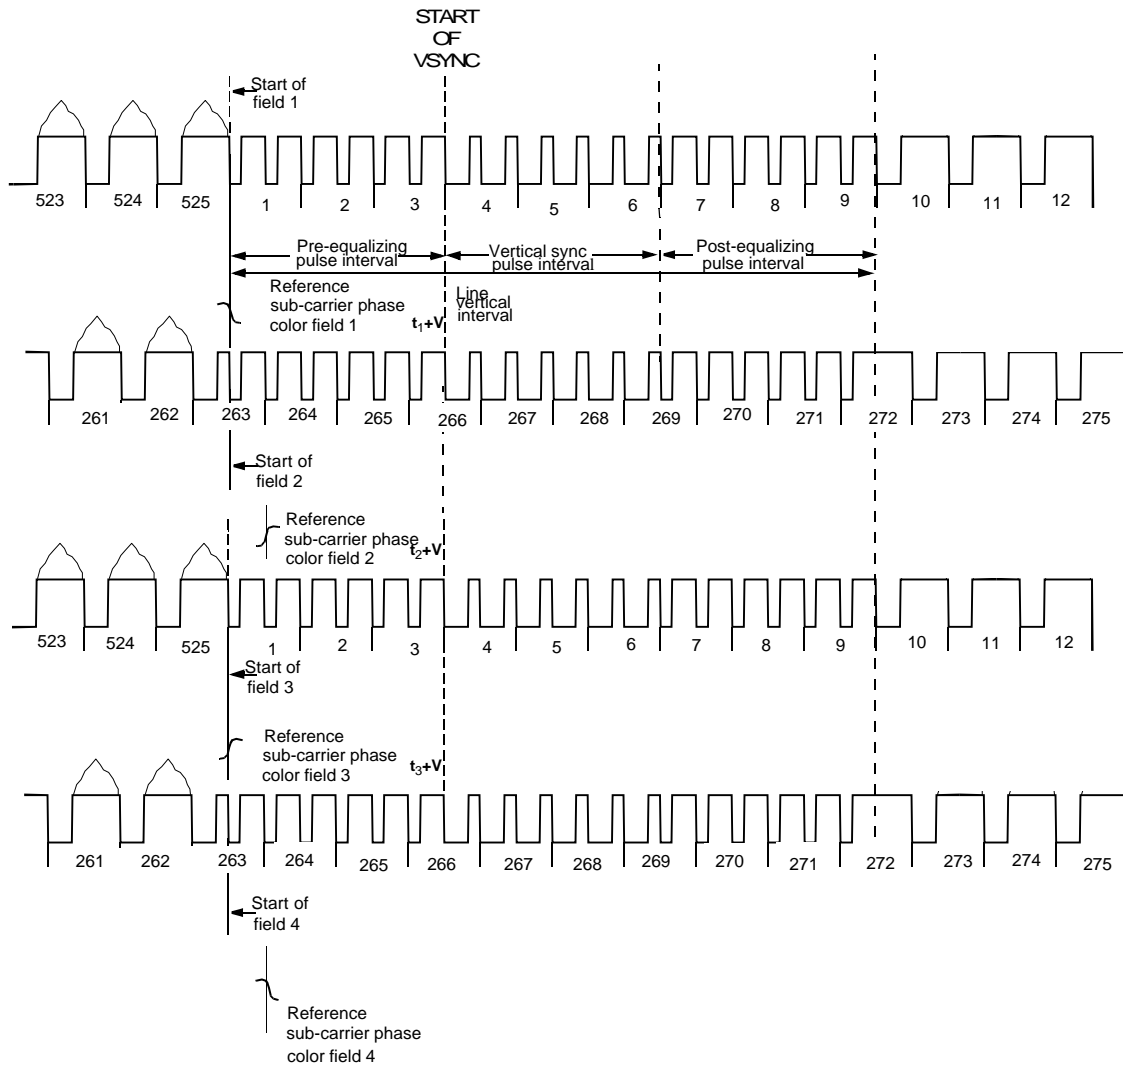 START
OF
VSYNC
Start of
field 1
523 524 525 1 2 3 4 5 6 7 8 9 10 11 12
Pre-equalizing
pulse interval
Vertical sync
pulse interval
Post-equalizing
pulse interval
Reference
sub-carrier phase
color field 1
t1+V
Line
vertical
interval
261 262 263 264 265 266 267 268 269 270 271 272 273 274 275
Start of
field 2
Reference
sub-carrier phase
color field 2
t2+V
523 524 525 1 2 3 4 5 6 7 8 9 10 11 12
Start of
field 3
Reference
sub-carrier phase
color field 3
t3+V
261 262 263 264 265 266 267 268 269 270 271 272 273 274 275
Start of
field 4
Reference
sub-carrier phase
color field 4